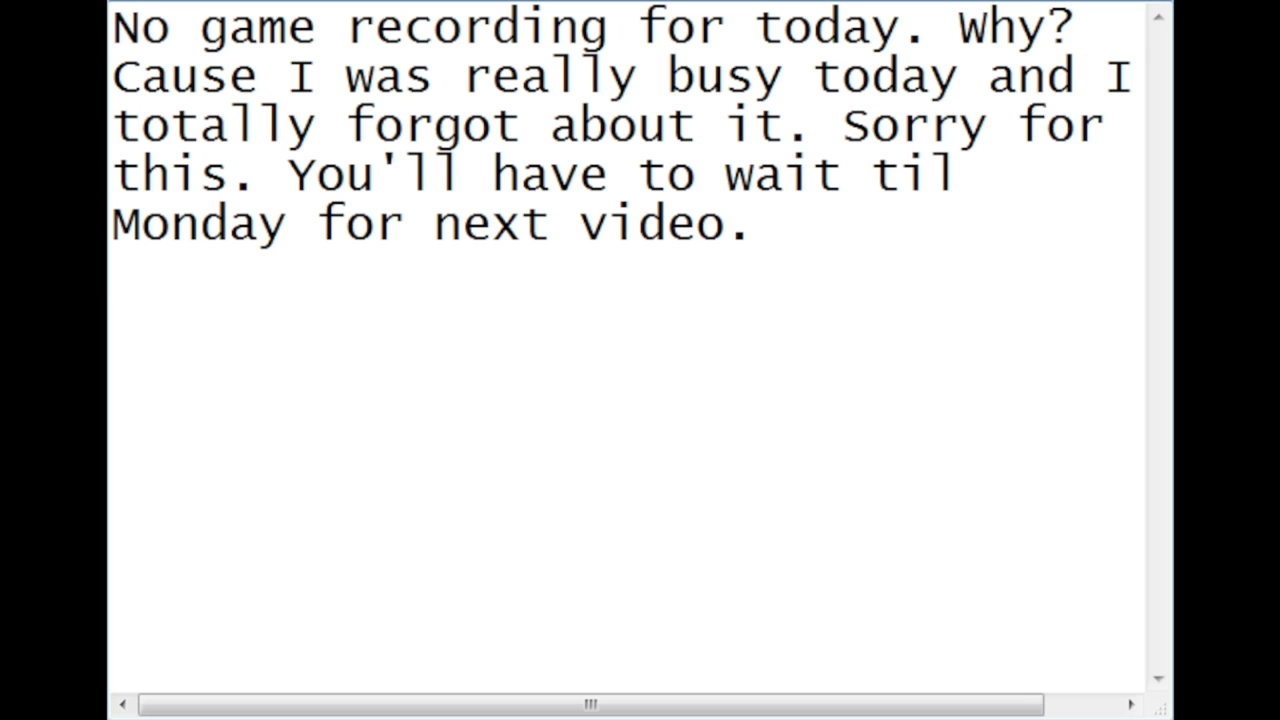 No game recording for today. Why?
Cause I was really busy today and I
totally forgot about it. Sorry for
this. You'll have to wait til
Monday for next video.